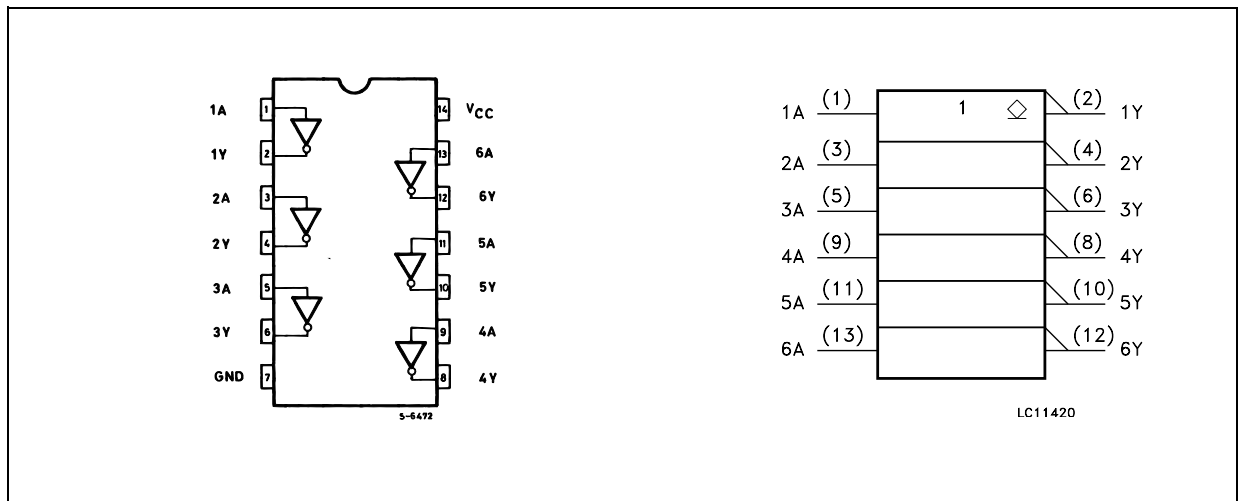 1A 1 14 VCC
1Y 2 13 6A
2A 3 12 6Y
2Y 4 11 5A
3A 5 10 5Y
3Y 6 9 4A
GND 7 8 4Y
S-6472
1 
1A (1) (2) 1Y
2A (3) (4) 2Y
3A (5) (6) 3Y
4A (9) (8) 4Y
5A (11) (10) 5Y
6A (13) (12) 6Y
LC11420